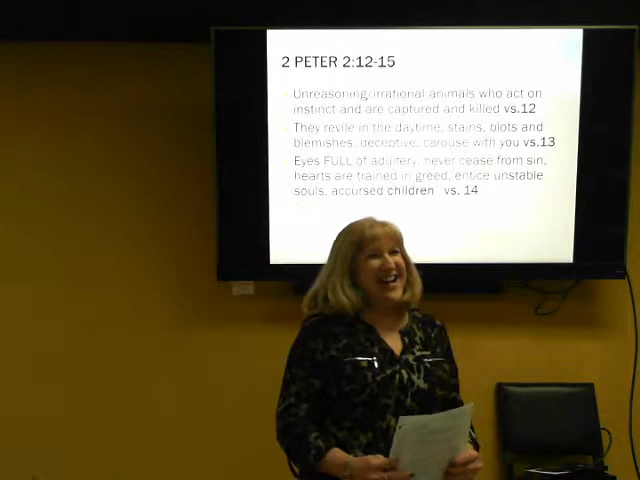 2 PETER 2:12-15
Unreasoning/irrational animals who act on
instinct and are captured and killed vs.12
They revile in the daytime, stains, blots and
blemishes, deceptive, carouse with you vs.13
Eyes FULL of adultery, never cease from sin,
hearts are trained in greed, entice unstable
souls, accursed children vs. 14